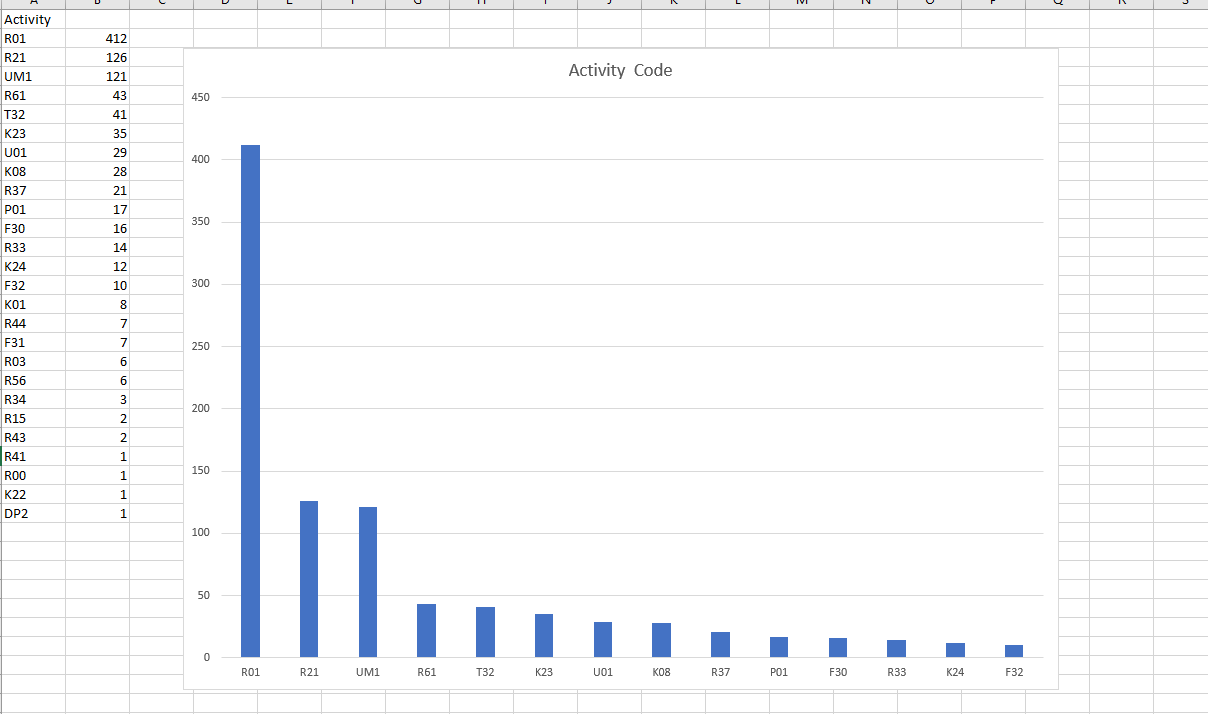 A B C D E F G H I J K L M N O P Q R S
Activity
R01 412
R21 126
UM1 121
R61 43
T32 41
K23 35
U01 29
K08 28
R37 21
P01 17
F30 16
R33 14
K24 12
F32 10
K01 8
R44 7
F31 7
R03 6
R56 6
R34 3
R15 2
R43 2
R41 1
R00 1
K22 1
DP2 1
Activity Code
450
400
350
300
250
200
150
100
50
0
R01 R21 UM1 R61 T32 K23 U01 K08 R37 P01 F30 R33 K24 F32